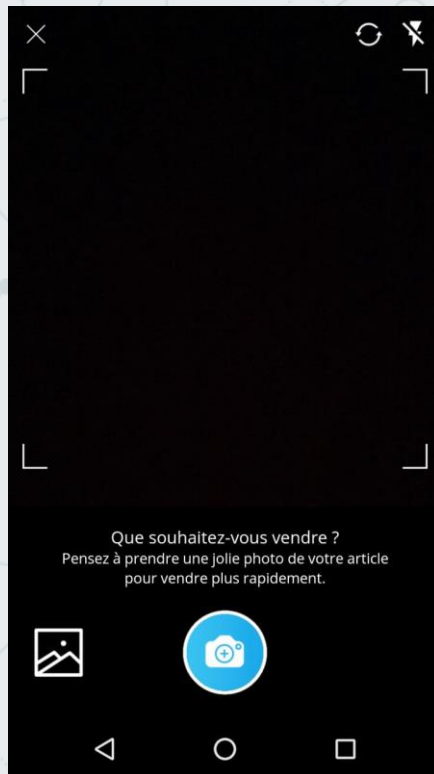 Que souhaitez-vous vendre ?
Pensez à prendre une jolie photo de votre article
pour vendre plus rapidement.